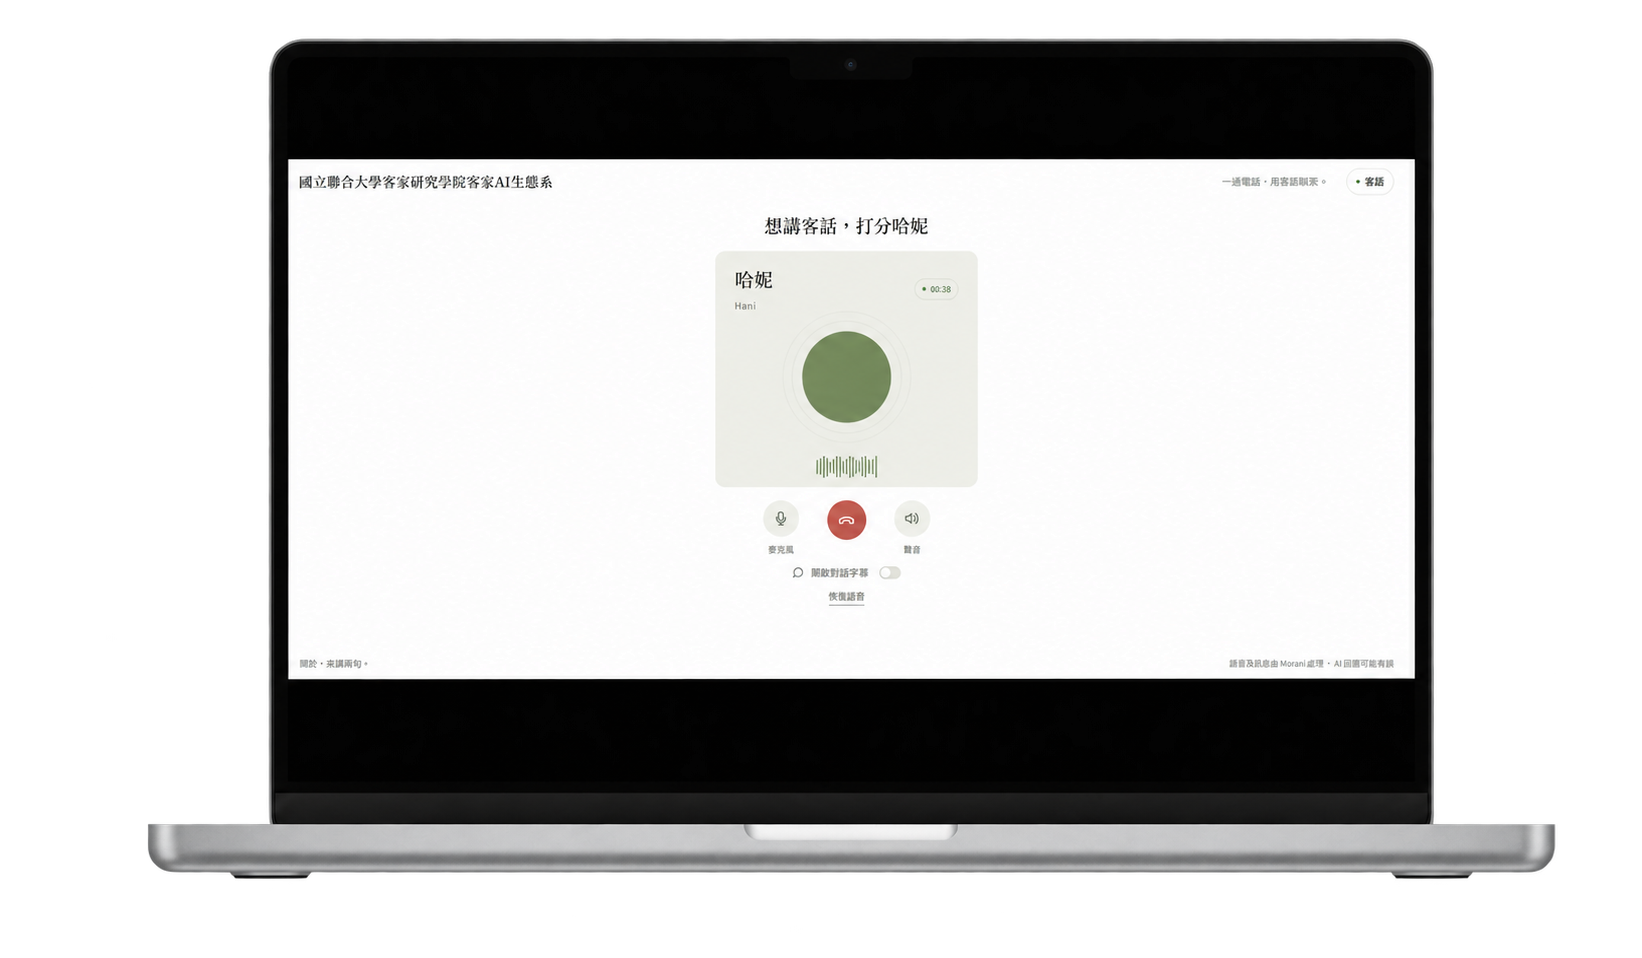 國立聯合大學客家研究學院客家AI生態系
一通電話・用客話聊天。
客話
想講客話，打分哈妮
哈妮
00:38
Hani
麥克風
聲音
開啟對話字幕
恢復語音
關於・來講兩句。
語音及訊息由 Morani 處理・AI 回覆可能有誤